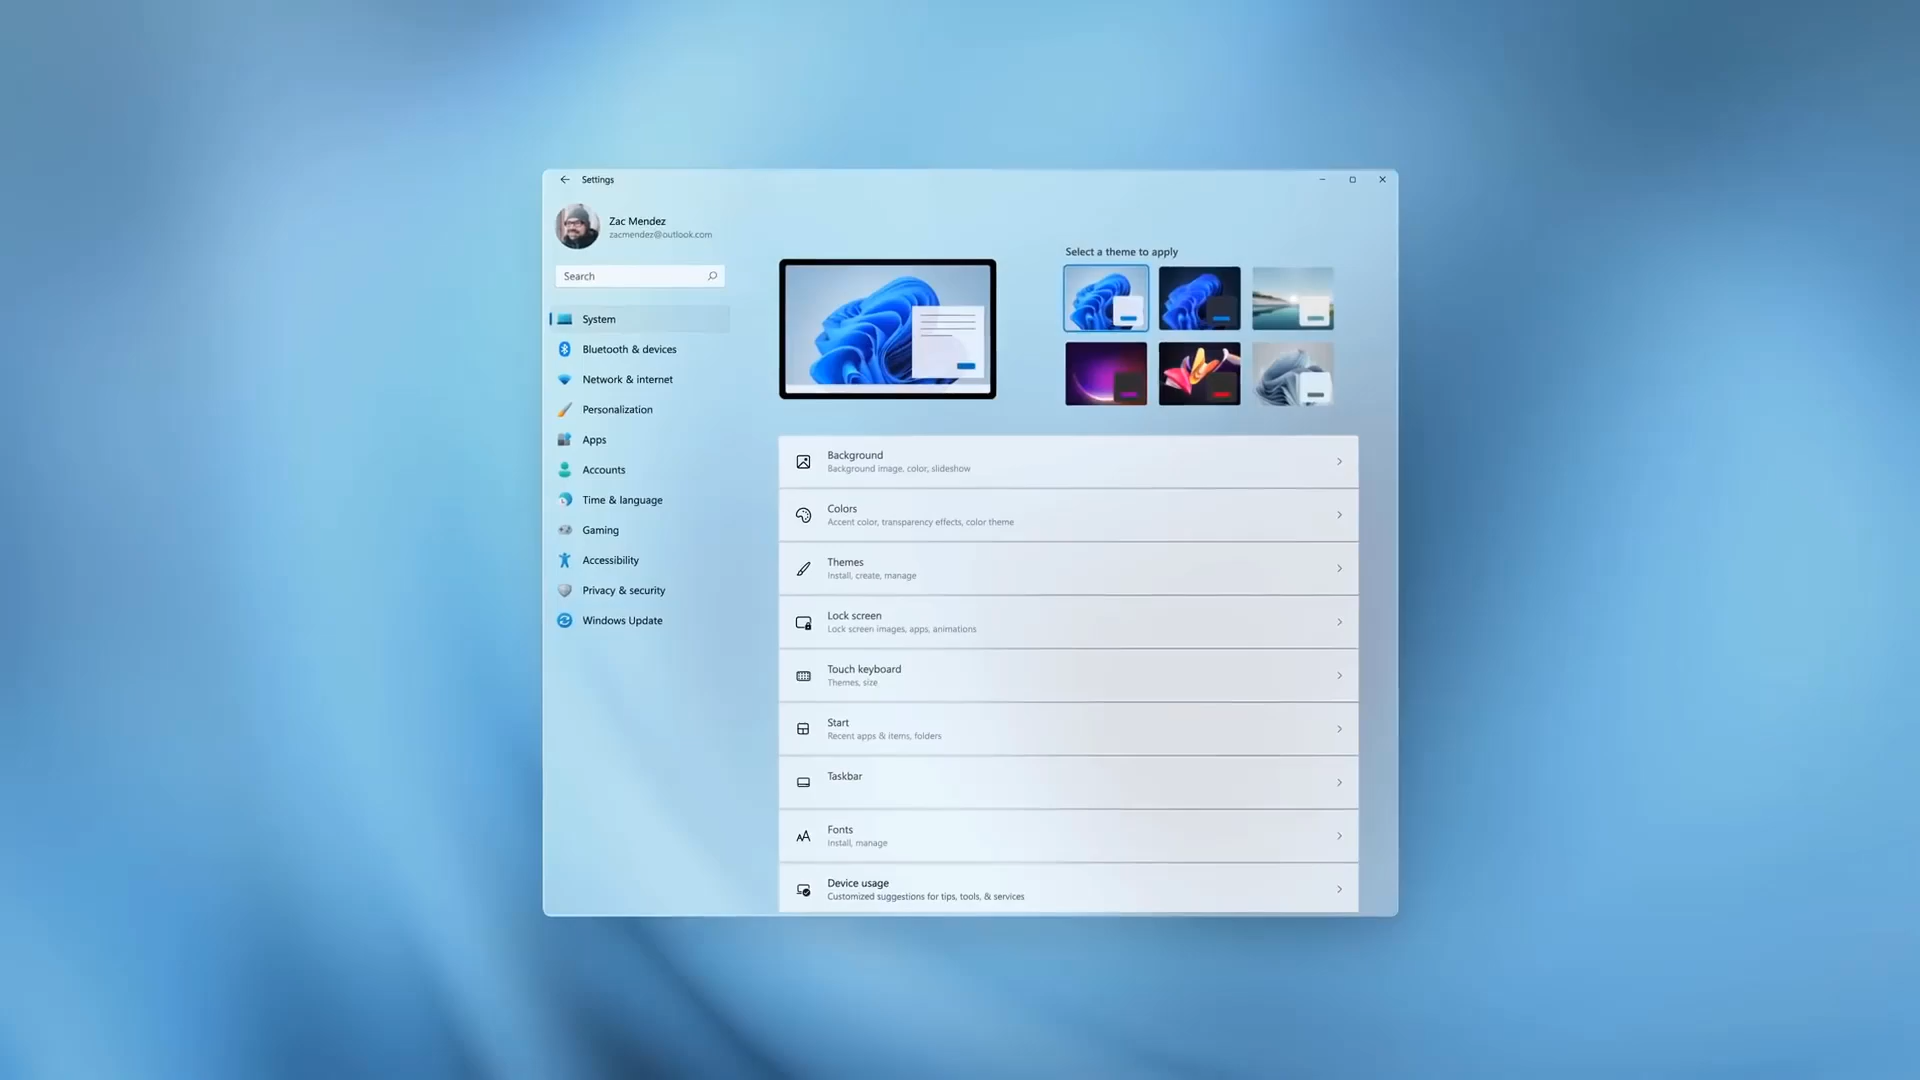 Settings
Zac Mendez
zacmendez@outlook.com
Search
System
Bluetooth & devices
Network & internet
Personalization
Apps
Accounts
Time & language
Gaming
Accessibility
Privacy & security
Windows Update
Select a theme to apply
Background
Background image, color, slideshow
Colors
Accent color, transparency effects, color theme
Themes
Install, create, manage
Lock screen
Lock screen images, apps, animations
Touch keyboard
Themes, size
Start
Recent apps & items, folders
Taskbar
Fonts
Install, manage
Device usage
Customized suggestions for tips, tools, & services